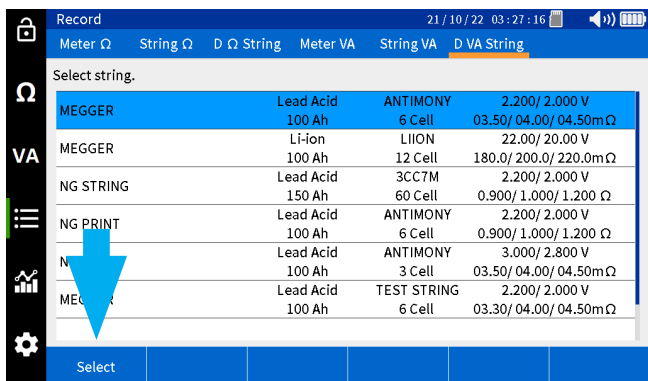 Record 21/10/22 03:27:16
Meter Ω String Ω D Ω String Meter VA String VA D VA String
Select string.
Ω
VA
MEGGER Lead Acid ANTIMONY 2.200/ 2.000 V
100 Ah 6 Cell 03.50/ 04.00/ 04.50mΩ
MEGGER Li-ion LIION 22.00/ 20.00 V
100 Ah 12 Cell 180.0/ 200.0/ 220.0mΩ
NG STRING Lead Acid 3CC7M 2.200/ 2.000 V
150 Ah 60 Cell 0.900/ 1.000/ 1.200 Ω
NG PRINT Lead Acid ANTIMONY 2.200/ 2.000 V
100 Ah 6 Cell 0.900/ 1.000/ 1.200 Ω
Lead Acid ANTIMONY 3.000/ 2.800 V
100 Ah 3 Cell 03.50/ 04.00/ 04.50mΩ
Lead Acid TEST STRING 2.200/ 2.000 V
100 Ah 6 Cell 03.30/ 04.00/ 04.50mΩ
Select